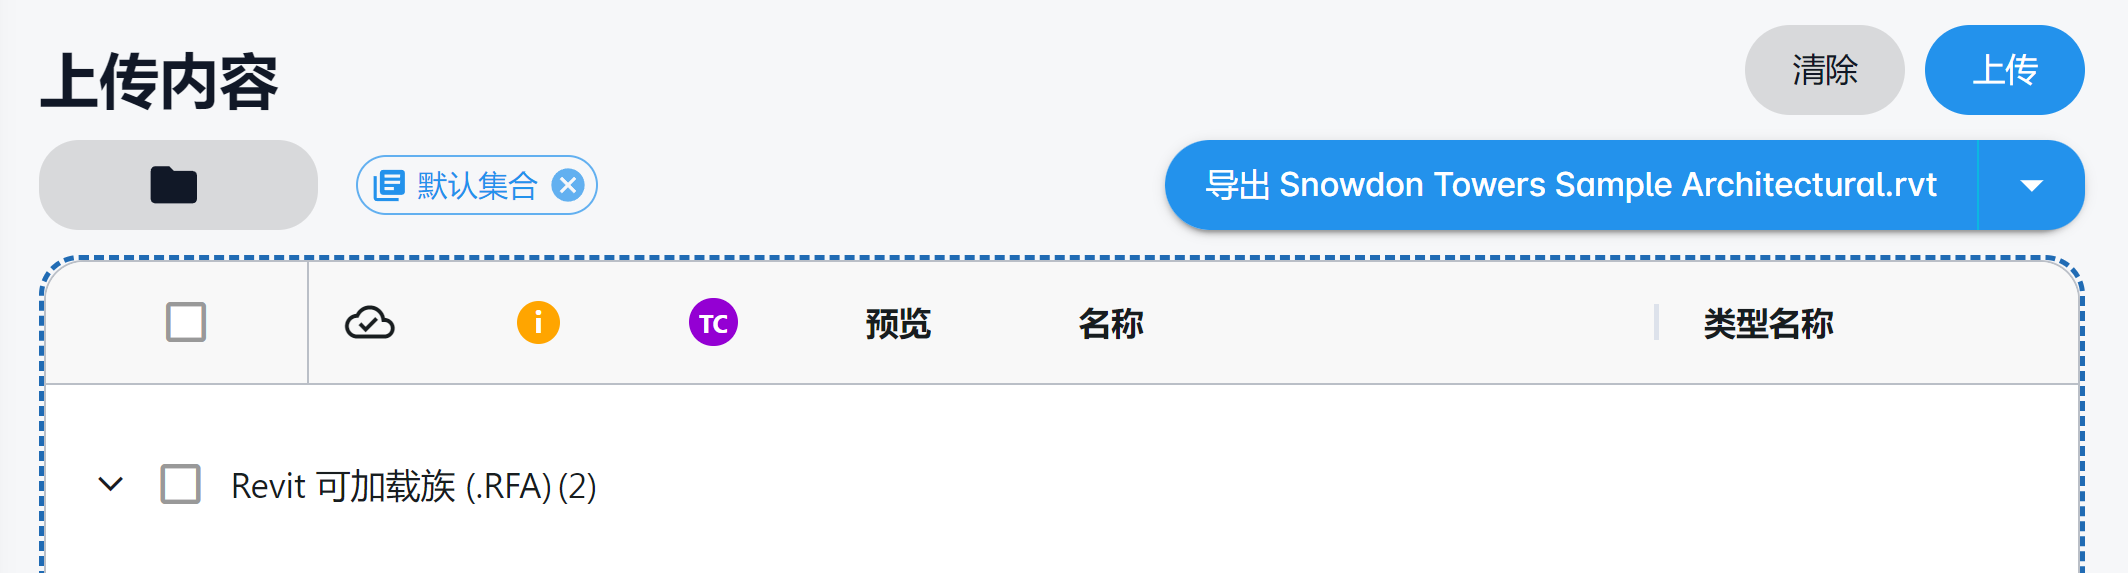 上传内容
清除
上传
默认集合
导出 Snowdon Towers Sample Architectural.rvt
i
TC
预览
名称
类型名称
Revit 可加载族 (.RFA) (2)